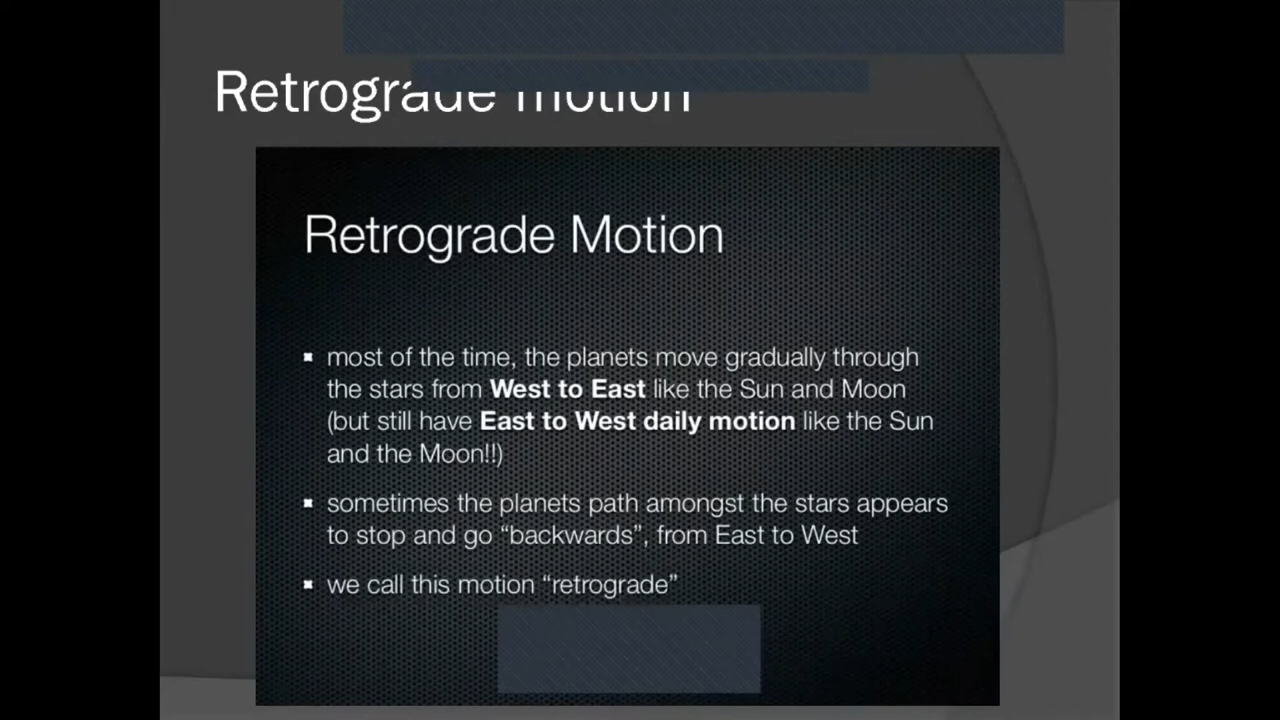 Retrograde motion
Retrograde Motion
most of the time, the planets move gradually through
the stars from West to East like the Sun and Moon
(but still have East to West daily motion like the Sun
and the Moon!!)
sometimes the planets path amongst the stars appears
to stop and go “backwards”, from East to West
we call this motion “retrograde”